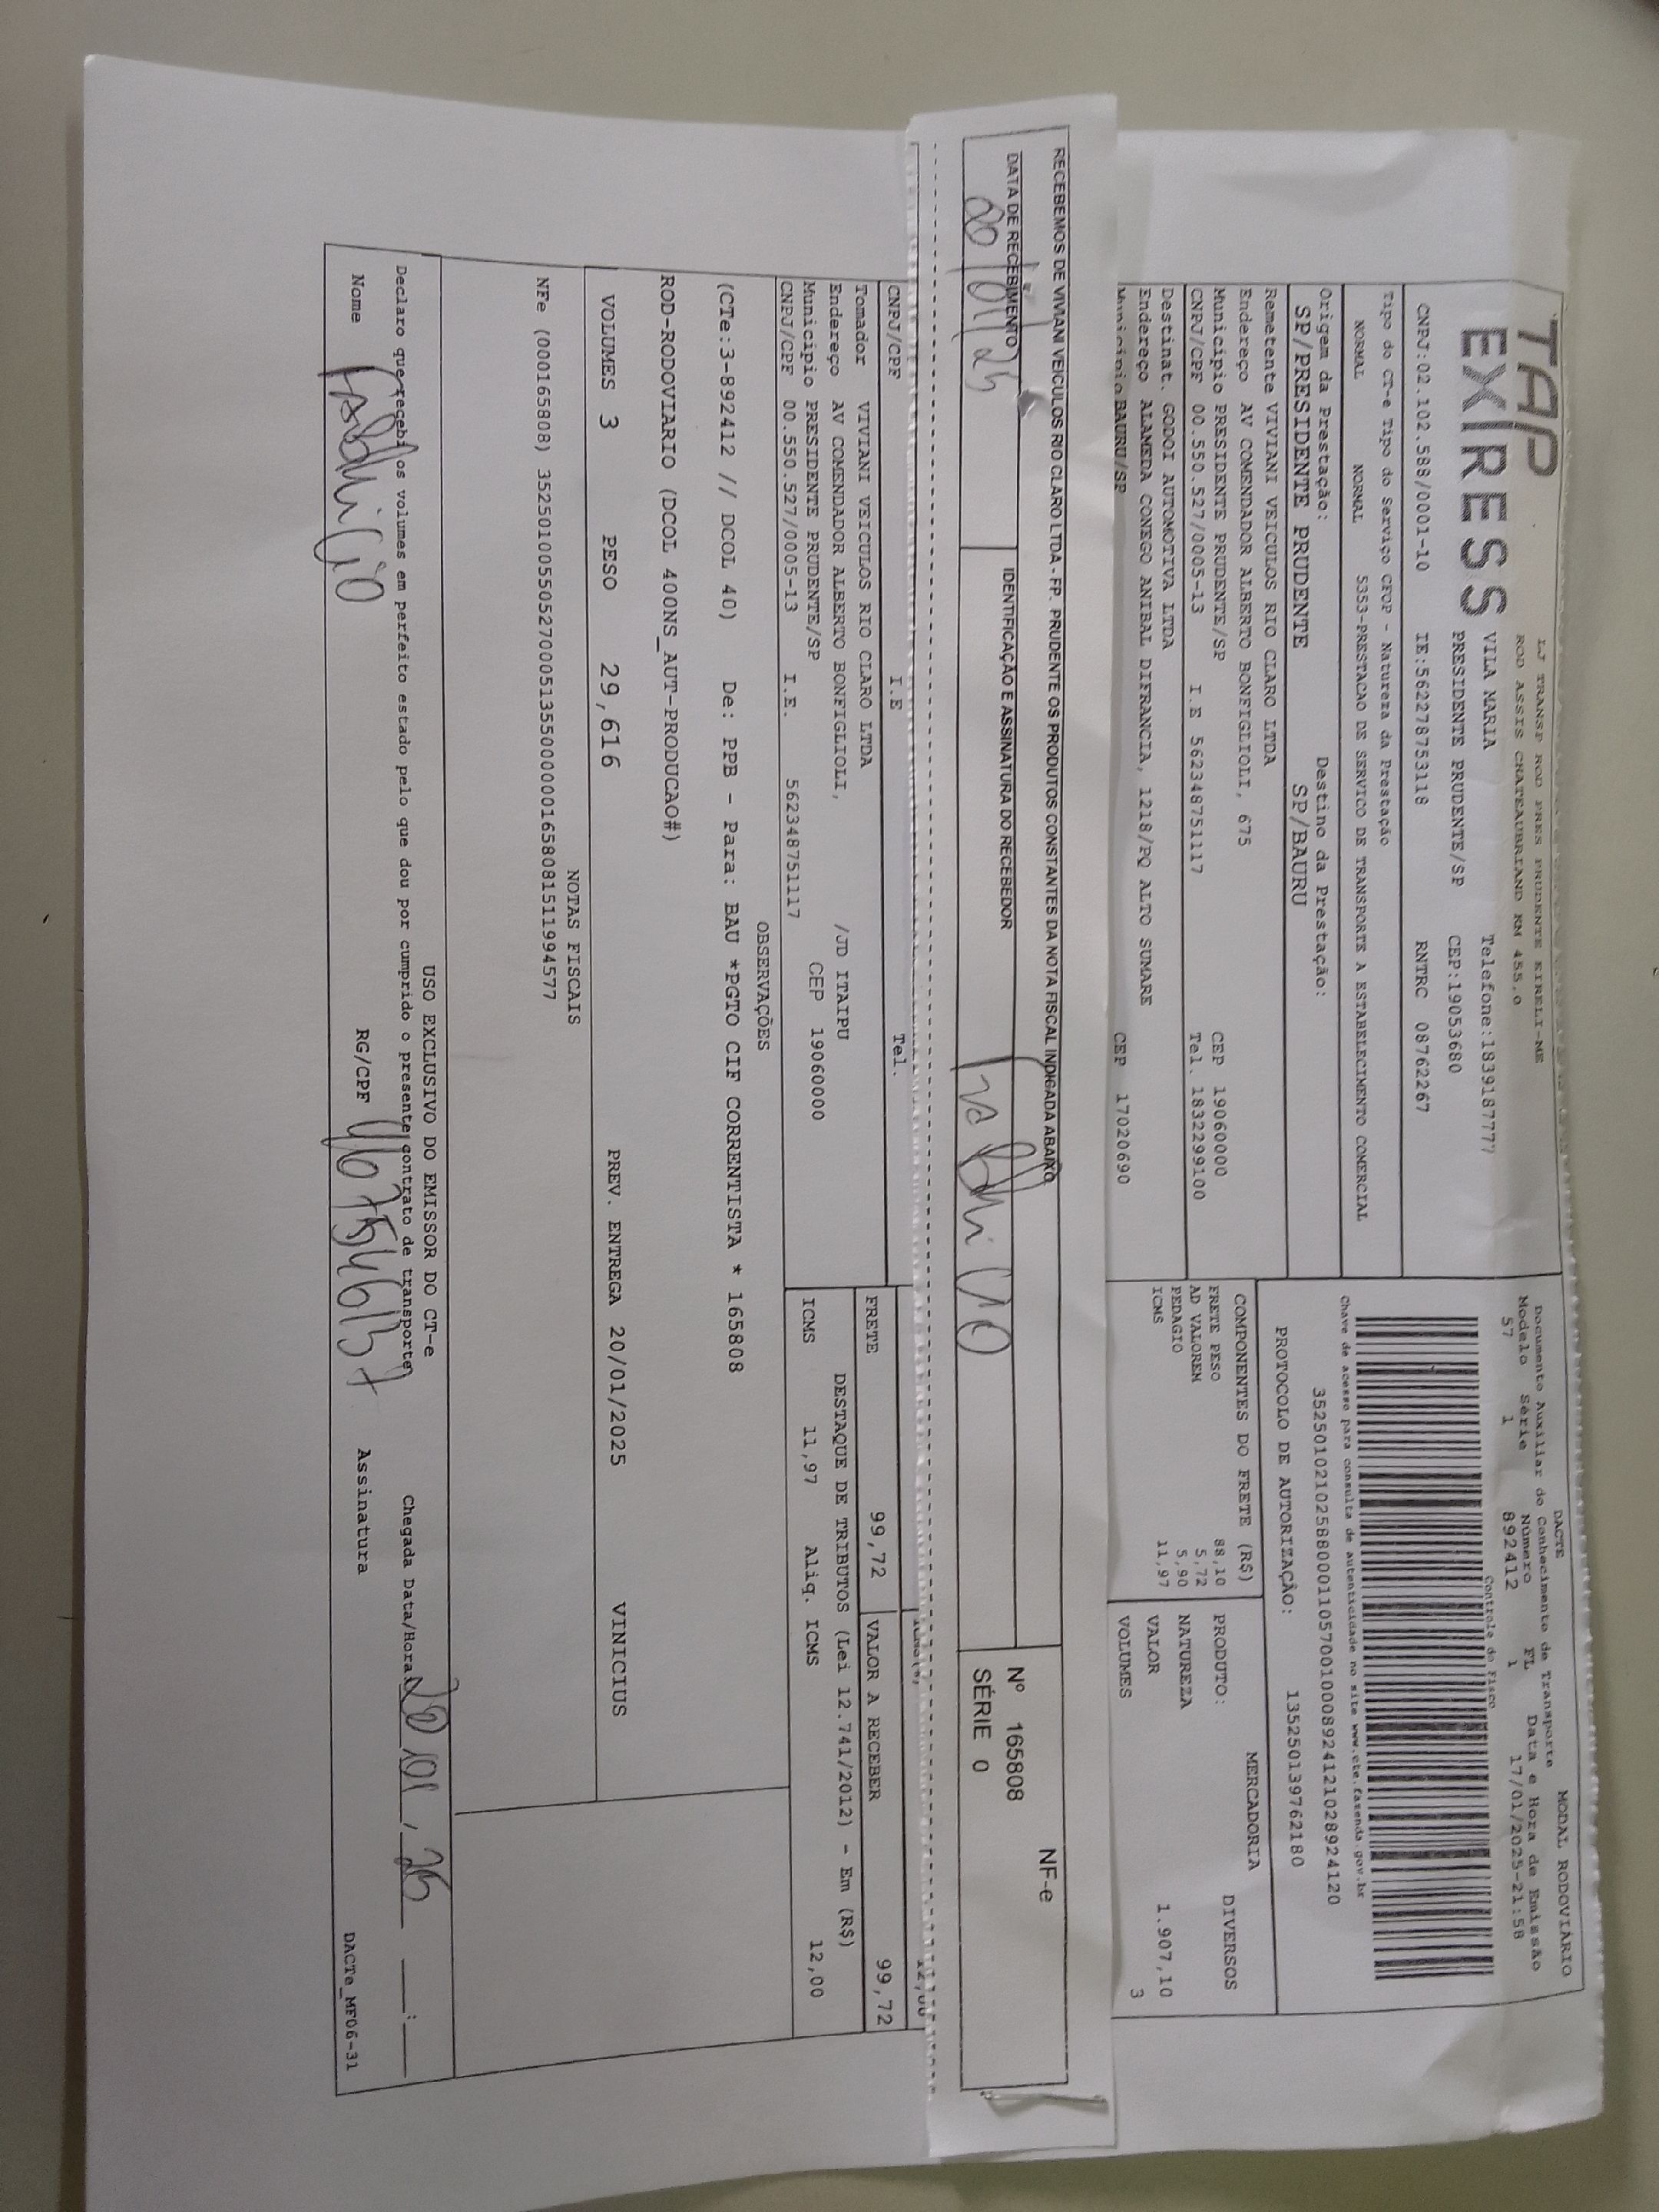 TAP
EXPRESS
LJ TRANSP ROD PRES PRUDENTE EIRELI-ME
ROD ASSIS CHATEAUBRIAND KM 455,0
VILA MARIA Telefone:1839187777
PRESIDENTE PRUDENTE/SP CEP:19053680
CNPJ:02.102.588/0001-10 IE:562278753118 RNTRC 08762267
Tipo do CT-e Tipo do Serviço CFOP - Natureza da Prestação
NORMAL NORMAL 5353-PRESTACAO DE SERVICO DE TRANSPORTE A ESTABELECIMENTO COMERCIAL
Origem da Prestação: Destino da Prestação:
SP/PRESIDENTE PRUDENTE SP/BAURU
Remetente VIVIANI VEICULOS RIO CLARO LTDA
Endereço AV COMENDADOR ALBERTO BONFIGLIOLI, 675
Municipio PRESIDENTE PRUDENTE/SP CEP 19060000
CNPJ/CPF 00.550.527/0005-13 I.E 562348751117 Tel. 1832299100
Destinat. GODOI AUTOMOTIVA LTDA
Endereço ALAMEDA CONEGO ANIBAL DIFRANCIA, 1218/PQ ALTO SUMARE
Municipio BAURU/SP CEP 17020690
DACTE MODAL RODOVIÁRIO
Documento Auxiliar do Conhecimento de Transporte
Modelo Série Número FL Data e Hora de Emissão
57 1 892412 1 17/01/2025-21:58
Controle do Fisco
Chave de acesso para consulta de autenticidade no site www.cte.fazenda.gov.br
35250102102588000110570010008924121028924120
PROTOCOLO DE AUTORIZAÇÃO: 135250139762180
COMPONENTES DO FRETE (R$)
FRETE PESO 88,10
AD VALOREM 5,72
PEDAGIO 5,90
ICMS 11,97
MERCADORIA
PRODUTO: DIVERSOS
NATUREZA
VALOR 1.907,10
VOLUMES 3
RECEBEMOS DE VIVIANI VEICULOS RIO CLARO LTDA - FP. PRUDENTE OS PRODUTOS CONSTANTES DA NOTA FISCAL INDICADA ABAIXO
DATA DE RECEBIMENTO IDENTIFICAÇÃO E ASSINATURA DO RECEBEDOR
20/01/25
NF-e
Nº 165808
SÉRIE 0
CNPJ/CPF I.E Tel.
Tomador VIVIANI VEICULOS RIO CLARO LTDA
Endereço AV COMENDADOR ALBERTO BONFIGLIOLI, /JD ITAIPU
Municipio PRESIDENTE PRUDENTE/SP CEP 19060000
CNPJ/CPF 00.550.527/0005-13 I.E. 562348751117
FRETE 99,72 VALOR A RECEBER 99,72
DESTAQUE DE TRIBUTOS (Lei 12.741/2012) - Em (R$)
ICMS 11,97 Aliq. ICMS 12,00
OBSERVAÇÕES
(CTe:3-892412 // DCOL 40) De: PPB - Para: BAU *PGTO CIF CORRENTISTA * 165808
ROD-RODOVIARIO (DCOL 400NS_AUT-PRODUCAO#)
VOLUMES 3 PESO 29,616 PREV. ENTREGA 20/01/2025 VINICIUS
NOTAS FISCAIS
NFe (000165808) 35250100550527000513550000001658081511994577
USO EXCLUSIVO DO EMISSOR DO CT-e
Declaro que recebi os volumes em perfeito estado pelo que dou por cumprido o presente contrato de transporte
Chegada Data/Hora 20/01/25 __:__
Nome RG/CPF Assinatura
DACTe_MF06-31